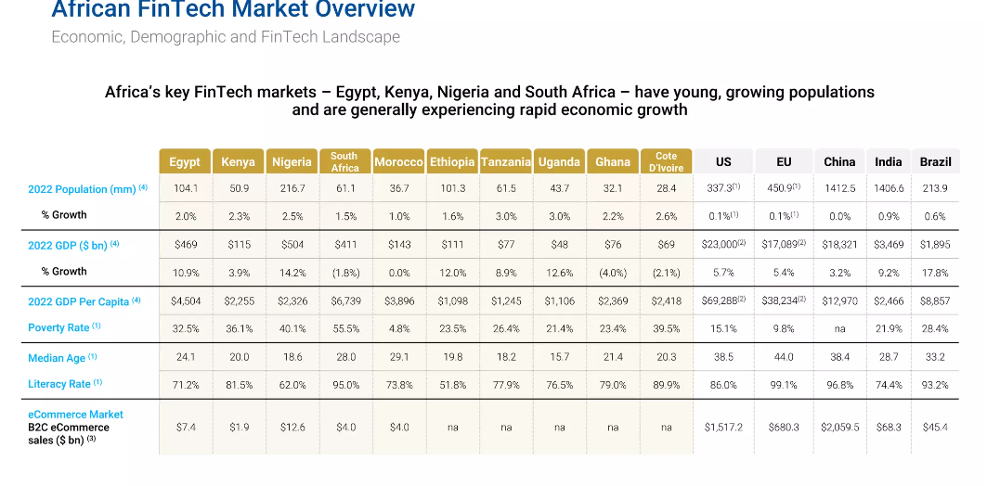 African FinTech Market Overview
Economic, Demographic and FinTech Landscape
Africa's key FinTech markets – Egypt, Kenya, Nigeria and South Africa – have young, growing populations
and are generally experiencing rapid economic growth
Egypt Kenya Nigeria South Africa Morocco Ethiopia Tanzania Uganda Ghana Cote D'Ivoire US EU China India Brazil
2022 Population (mm) (4) 104.1 50.9 216.7 61.1 36.7 101.3 61.5 43.7 32.1 28.4 337.3(1) 450.9(1) 1412.5 1406.6 213.9
% Growth 2.0% 2.3% 2.5% 1.5% 1.0% 1.6% 3.0% 3.0% 2.2% 2.6% 0.1%(1) 0.1%(1) 0.0% 0.9% 0.6%
2022 GDP ($ bn) (4) $469 $115 $504 $411 $143 $111 $77 $48 $76 $69 $23,000(2) $17,089(2) $18,321 $3,469 $1,895
% Growth 10.9% 3.9% 14.2% (1.8%) 0.0% 12.0% 8.9% 12.6% (4.0%) (2.1%) 5.7% 5.4% 3.2% 9.2% 17.8%
2022 GDP Per Capita (4) $4,504 $2,255 $2,326 $6,739 $3,896 $1,098 $1,245 $1,106 $2,369 $2,418 $69,288(2) $38,234(2) $12,970 $2,466 $8,857
Poverty Rate (1) 32.5% 36.1% 40.1% 55.5% 4.8% 23.5% 26.4% 21.4% 23.4% 39.5% 15.1% 9.8% na 21.9% 28.4%
Median Age (1) 24.1 20.0 18.6 28.0 29.1 19.8 18.2 15.7 21.4 20.3 38.5 44.0 38.4 28.7 33.2
Literacy Rate (1) 71.2% 81.5% 62.0% 95.0% 73.8% 51.8% 77.9% 76.5% 79.0% 89.9% 86.0% 99.1% 96.8% 74.4% 93.2%
eCommerce Market
B2C eCommerce
sales ($ bn) (3) $7.4 $1.9 $12.6 $4.0 $4.0 na na na na na $1,517.2 $680.3 $2,059.5 $68.3 $45.4